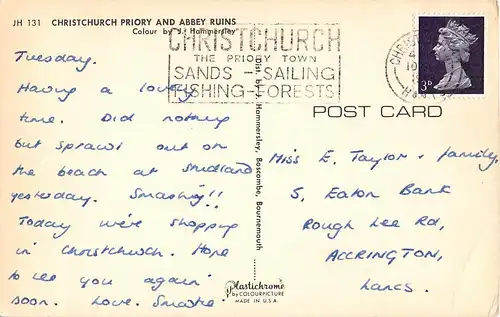 JH 131 CHRISTCHURCH PRIORY AND ABBEY RUINS
Colour by J. Hammersley
CHRISTCHURCH
THE PRIORY TOWN
SANDS - SAILING
FISHING - FORESTS
3D
POST CARD
Tuesday.
Having a lovely
time. Did nothing
but sprawl out on
the beach at Studland
yesterday. Smashing!!
Today we're shopping
in Christchurch. Hope
to see you again
soon. Love.
Dist. by J. Hammersley, Boscombe, Bournemouth
Plastichrome
by COLOURPICTURE
MADE IN U.S.A.
Miss E. Taylor & family,
5, Eaton Bank
Rough Lee Rd,
ACCRINGTON,
Lancs.